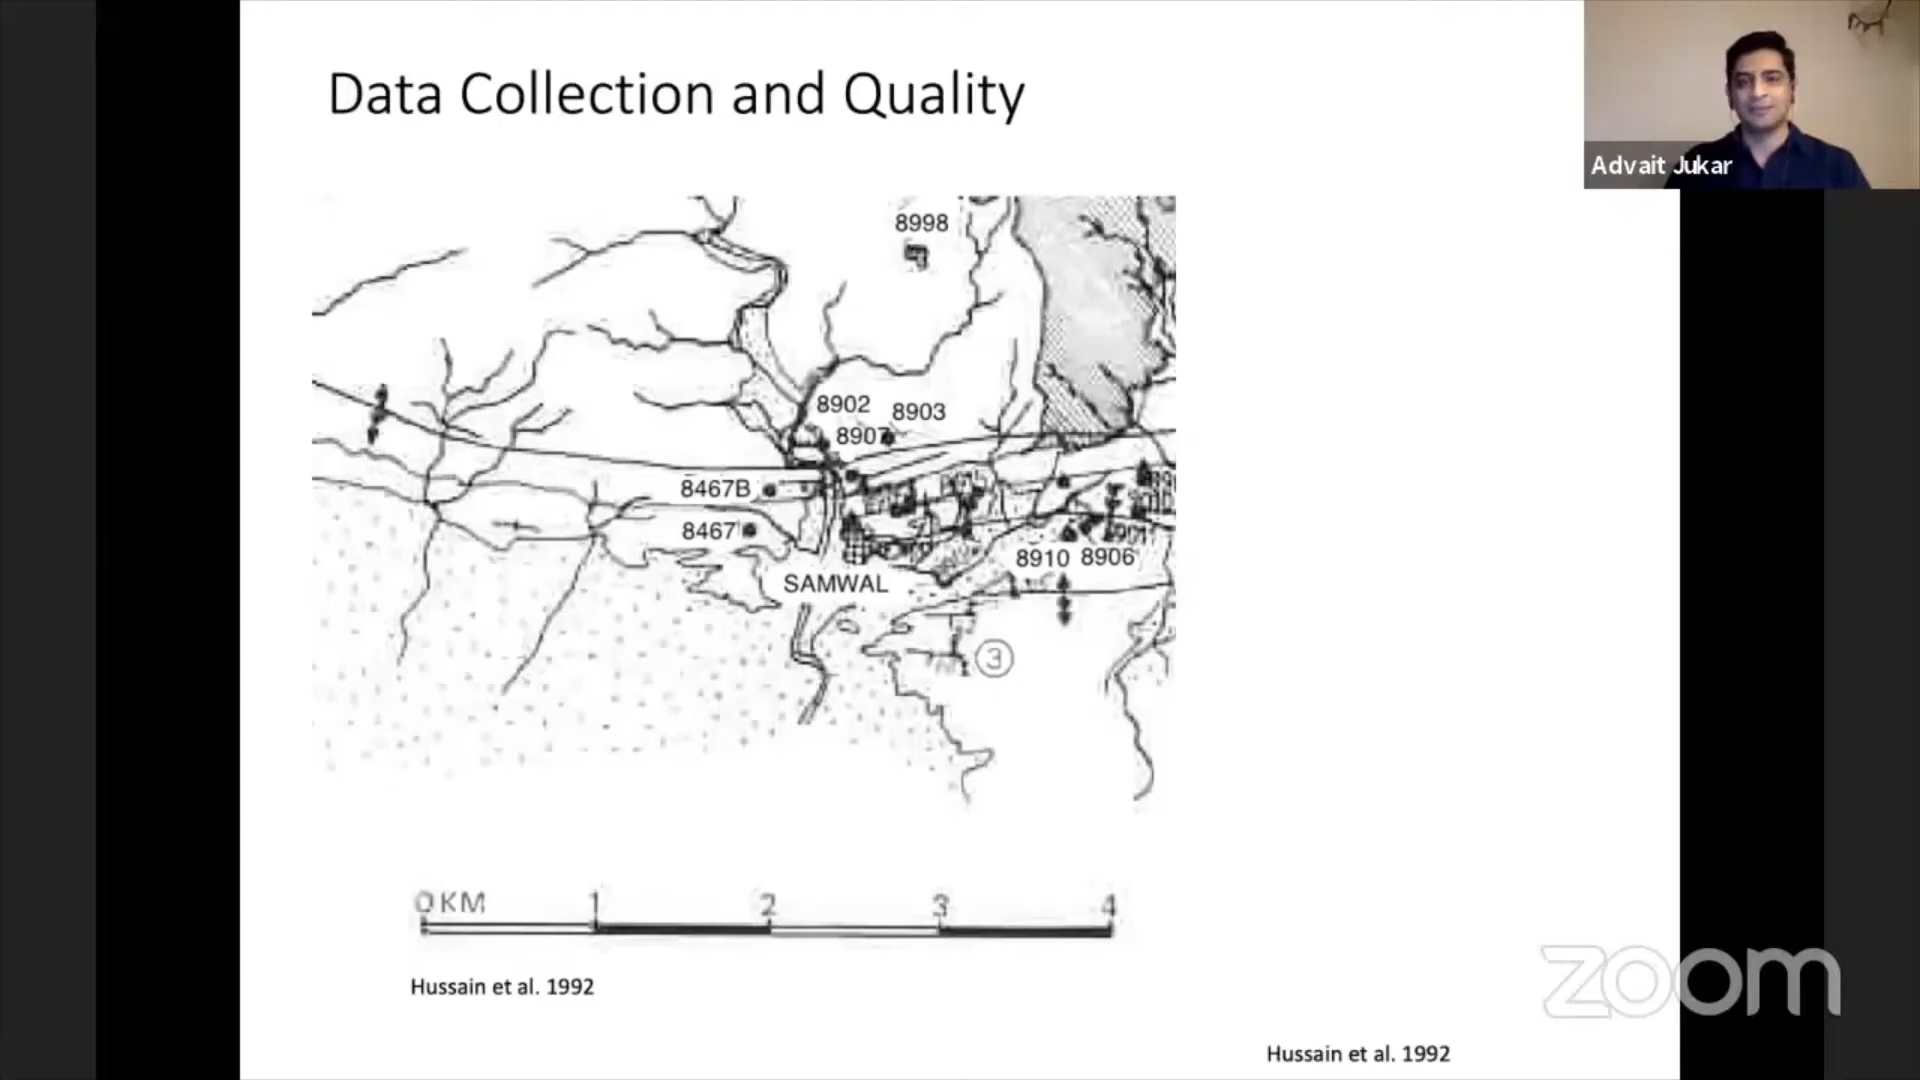 Data Collection and Quality
Advait Jukar
8998
8902
8903
8907
8467B
8467
8910 8906
SAMWAL
3
0 KM 1 2 3 4
Hussain et al. 1992
Hussain et al. 1992
zoom